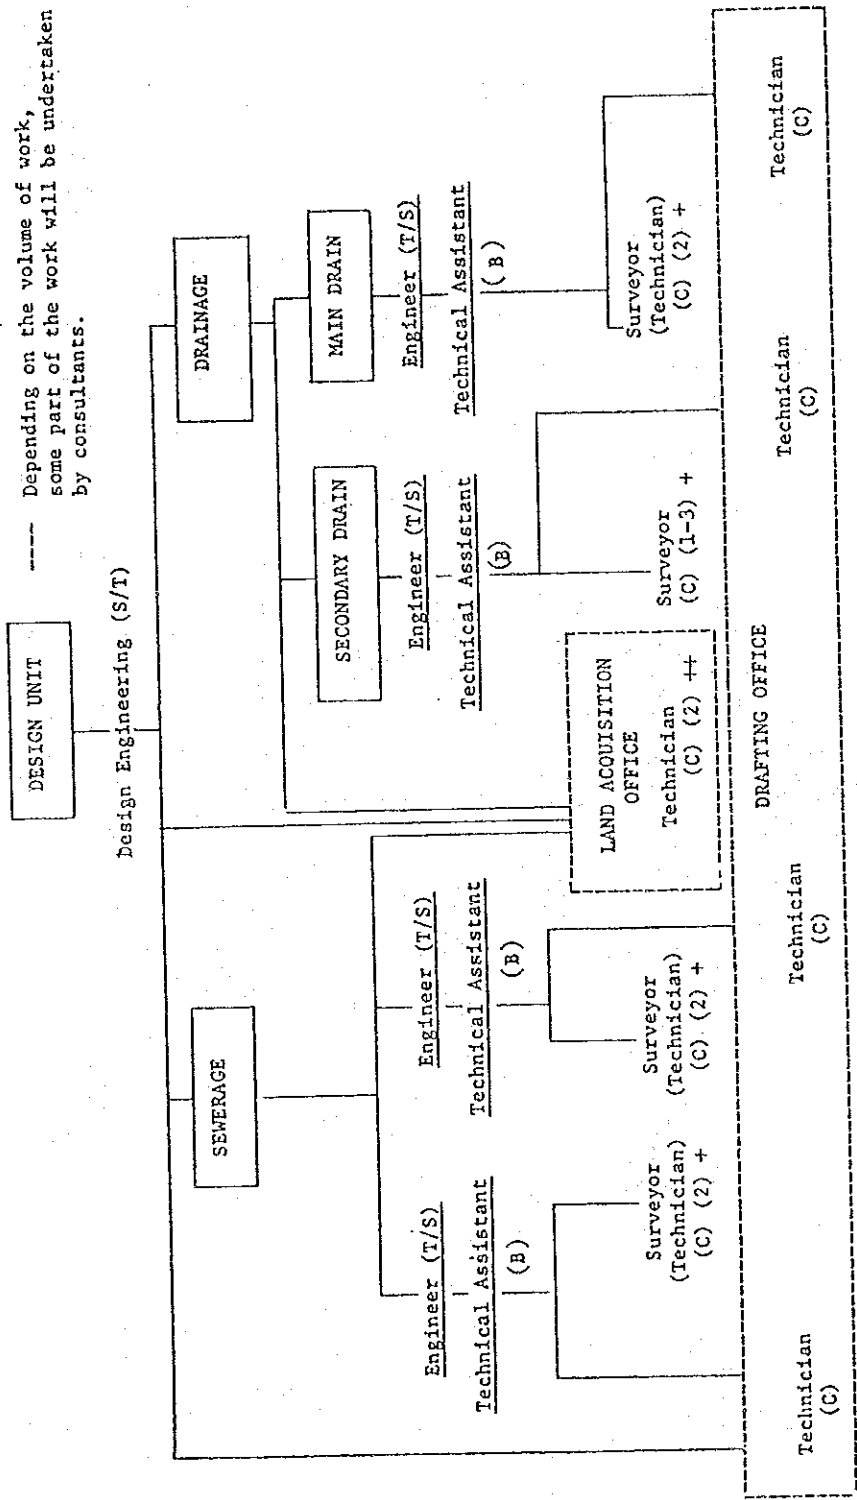 ---- Depending on the volume of work,
some part of the work will be undertaken
by consultants.
DESIGN UNIT
Design Engineering (S/T)
SEWERAGE
DRAINAGE
SECONDARY DRAIN
MAIN DRAIN
Engineer (T/S)
Technical Assistant
(B)
Engineer (T/S)
Technical Assistant
(B)
Engineer (T/S)
Technical Assistant
(B)
Engineer (T/S)
Technical Assistant
(B)
Surveyor
(Technician)
(C) (2) +
Surveyor
(Technician)
(C) (2) +
LAND ACQUISITION
OFFICE
Technician
(C) (2) ++
Surveyor
(C) (1-3) +
Surveyor
(Technician)
(C) (2) +
DRAFTING OFFICE
Technician
(C)
Technician
(C)
Technician
(C)
Technician
(C)